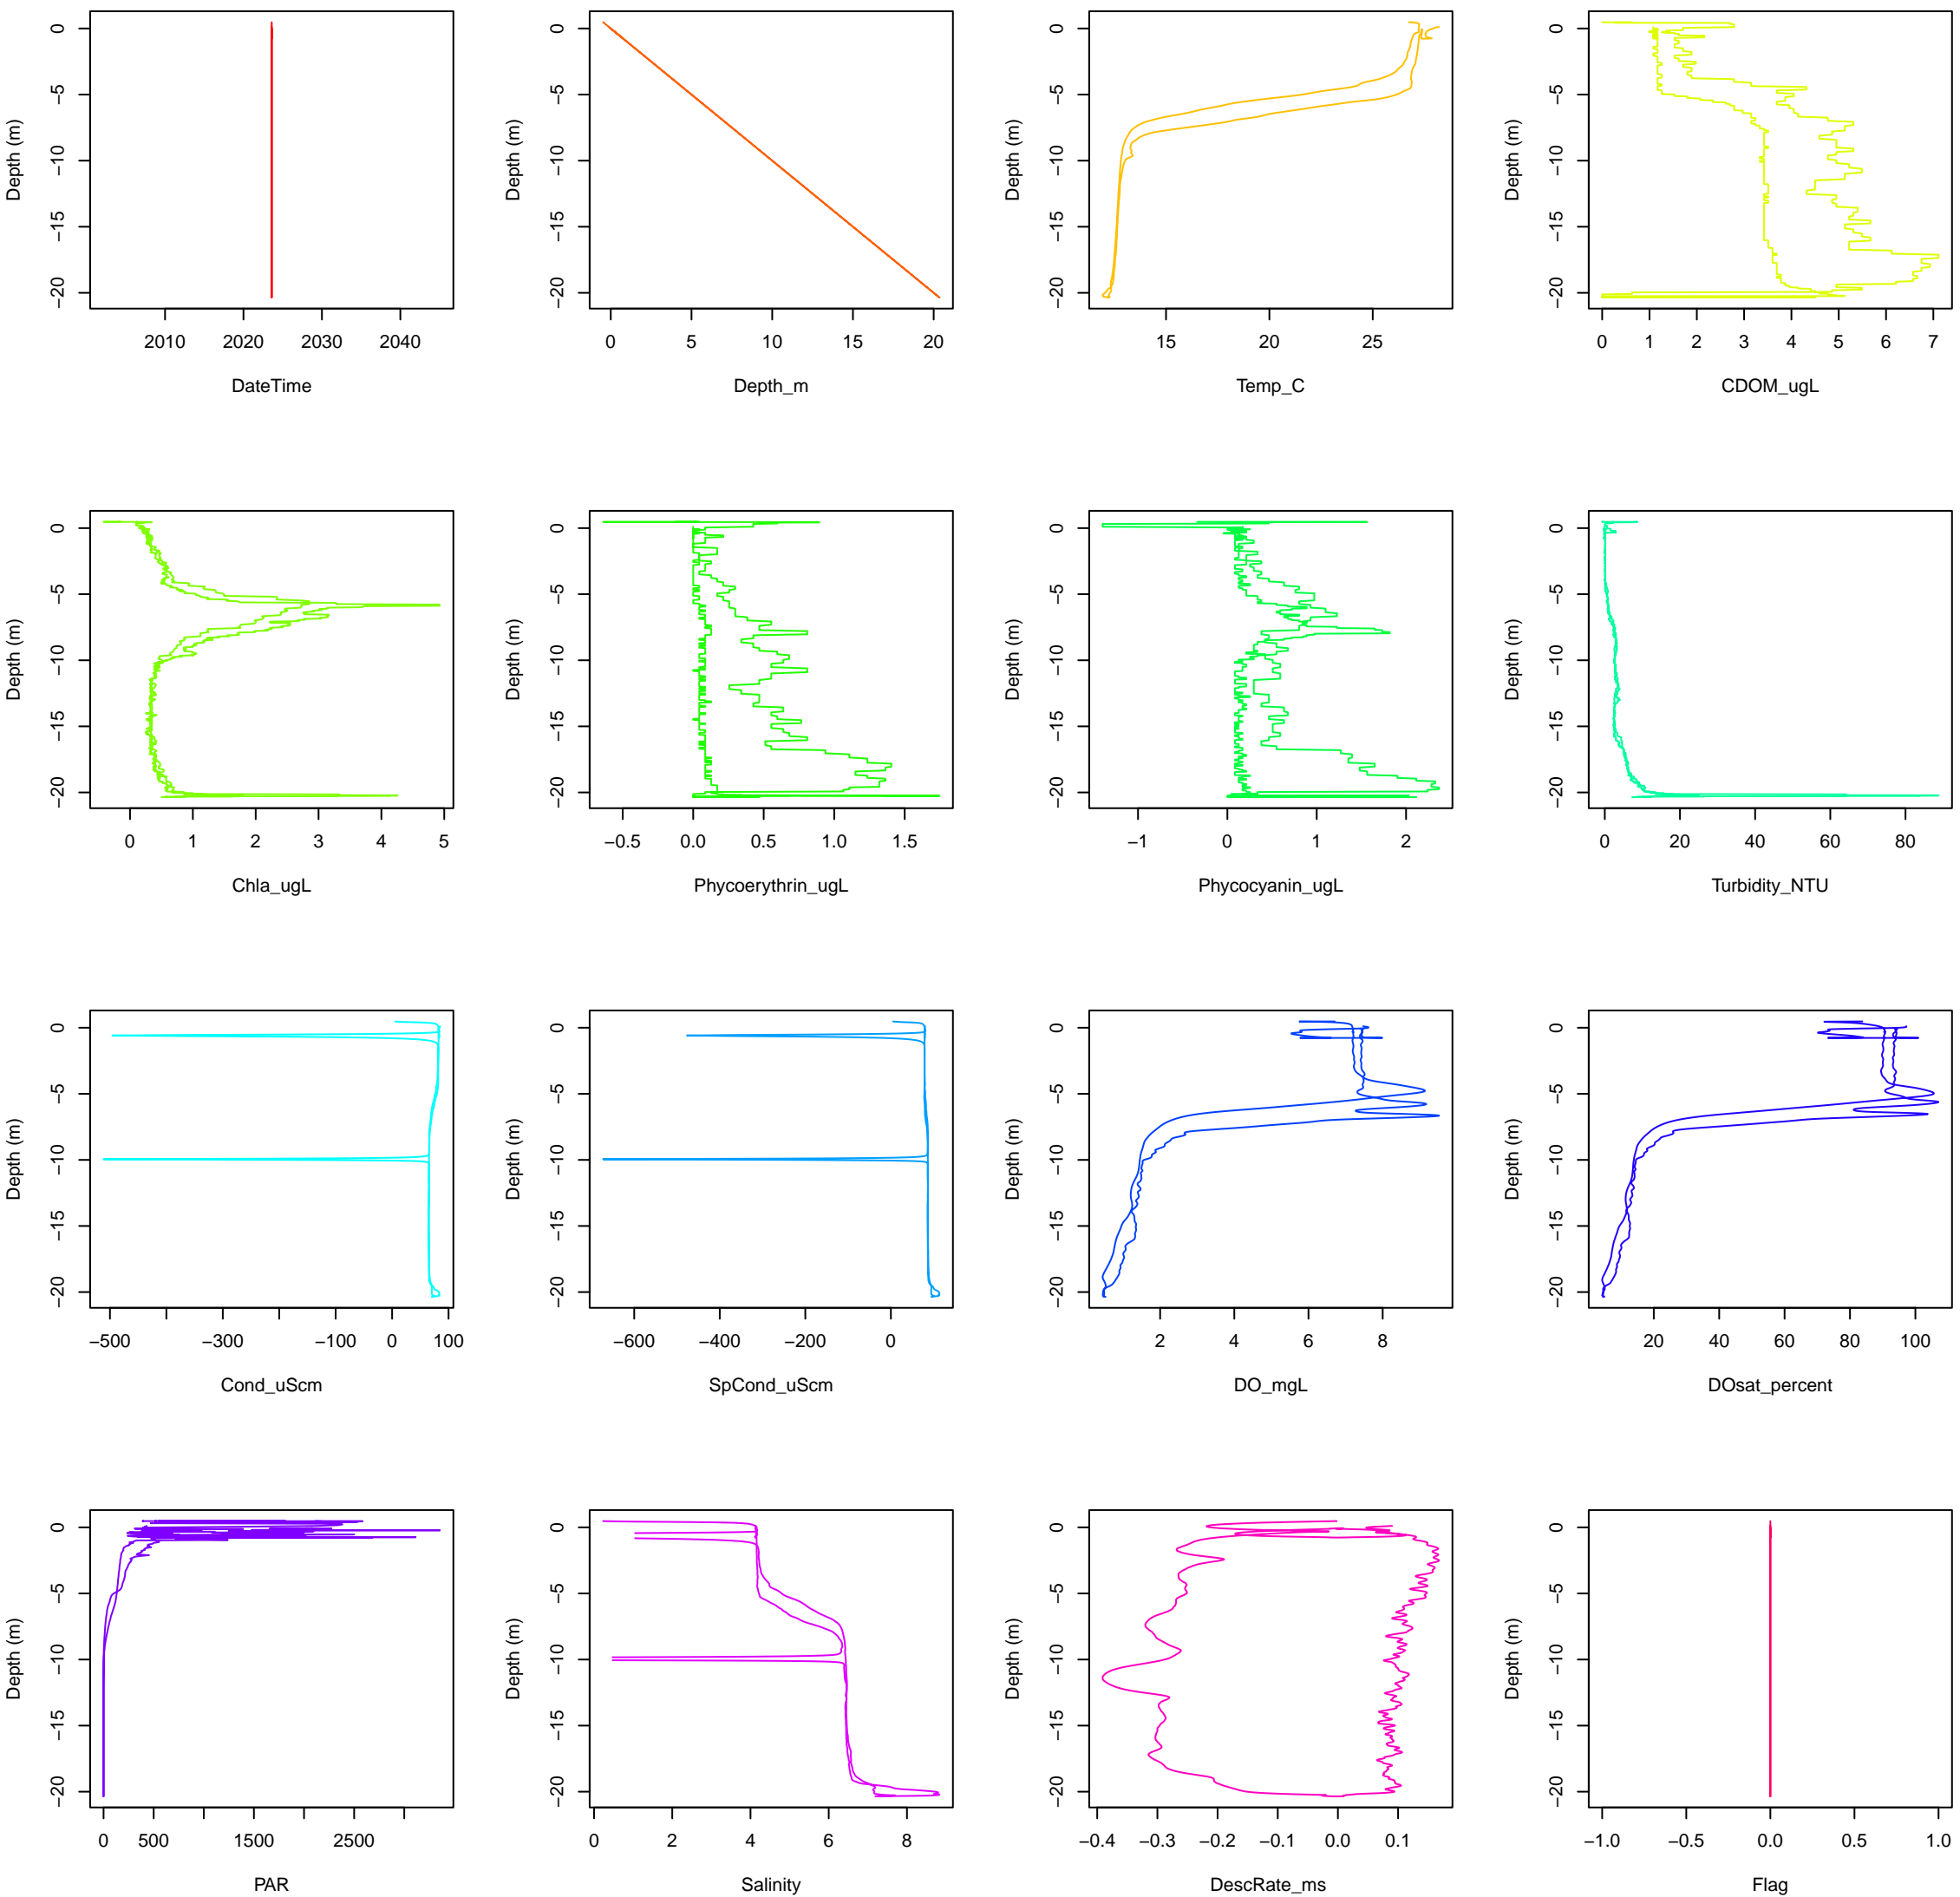 Depth (m)
0
−5
−10
−15
−20
2010 2020 2030 2040
DateTime
Depth (m)
0
−5
−10
−15
−20
0 5 10 15 20
Depth_m
Depth (m)
0
−5
−10
−15
−20
15 20 25
Temp_C
Depth (m)
0
−5
−10
−15
−20
0 1 2 3 4 5 6 7
CDOM_ugL
Depth (m)
0
−5
−10
−15
−20
0 1 2 3 4 5
Chla_ugL
Depth (m)
0
−5
−10
−15
−20
−0.5 0.0 0.5 1.0 1.5
Phycoerythrin_ugL
Depth (m)
0
−5
−10
−15
−20
−1 0 1 2
Phycocyanin_ugL
Depth (m)
0
−5
−10
−15
−20
0 20 40 60 80
Turbidity_NTU
Depth (m)
0
−5
−10
−15
−20
−500 −300 −100 0 100
Cond_uScm
Depth (m)
0
−5
−10
−15
−20
−600 −400 −200 0
SpCond_uScm
Depth (m)
0
−5
−10
−15
−20
2 4 6 8
DO_mgL
Depth (m)
0
−5
−10
−15
−20
20 40 60 80 100
DOsat_percent
Depth (m)
0
−5
−10
−15
−20
0 500 1500 2500
PAR
Depth (m)
0
−5
−10
−15
−20
0 2 4 6 8
Salinity
Depth (m)
0
−5
−10
−15
−20
−0.4 −0.3 −0.2 −0.1 0.0 0.1
DescRate_ms
Depth (m)
0
−5
−10
−15
−20
−1.0 −0.5 0.0 0.5 1.0
Flag